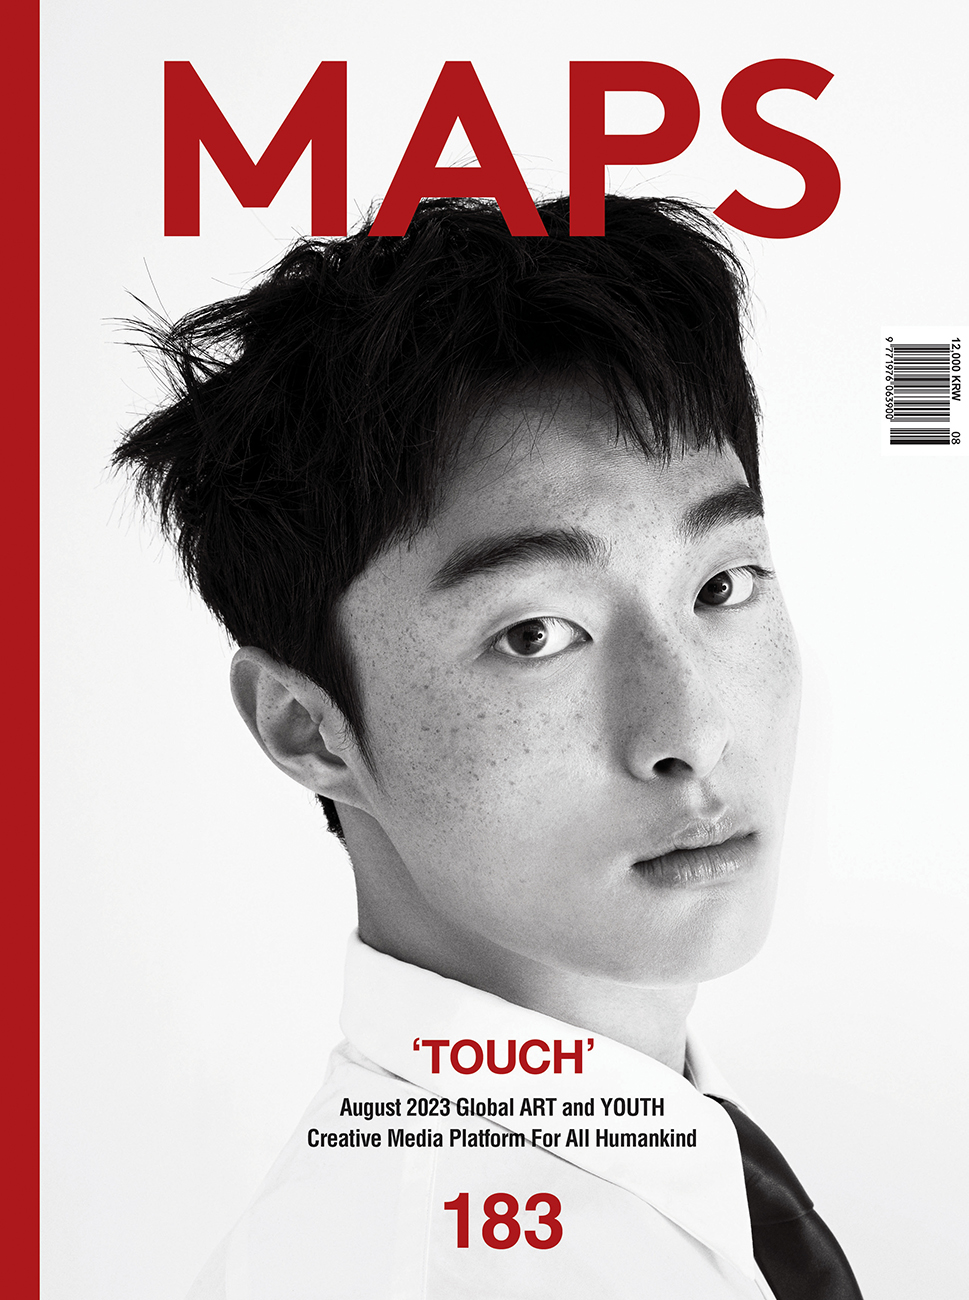 MAPS
12,000 KRW
08
9 771976 063900
‘TOUCH’
August 2023 Global ART and YOUTH
Creative Media Platform For All Humankind
183